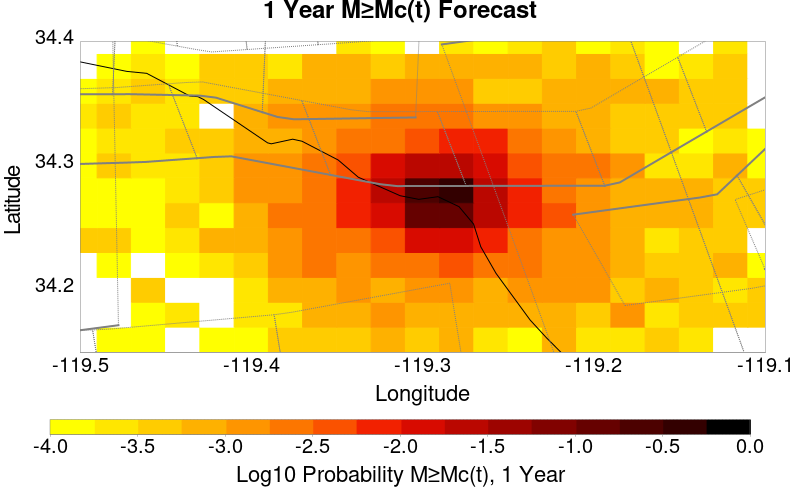 1 Year M≥Mc(t) Forecast
34.4
34.3
34.2
Latitude
-119.5 -119.4 -119.3 -119.2 -119.1
Longitude
-4.0 -3.5 -3.0 -2.5 -2.0 -1.5 -1.0 -0.5 0.0
Log10 Probability M≥Mc(t), 1 Year